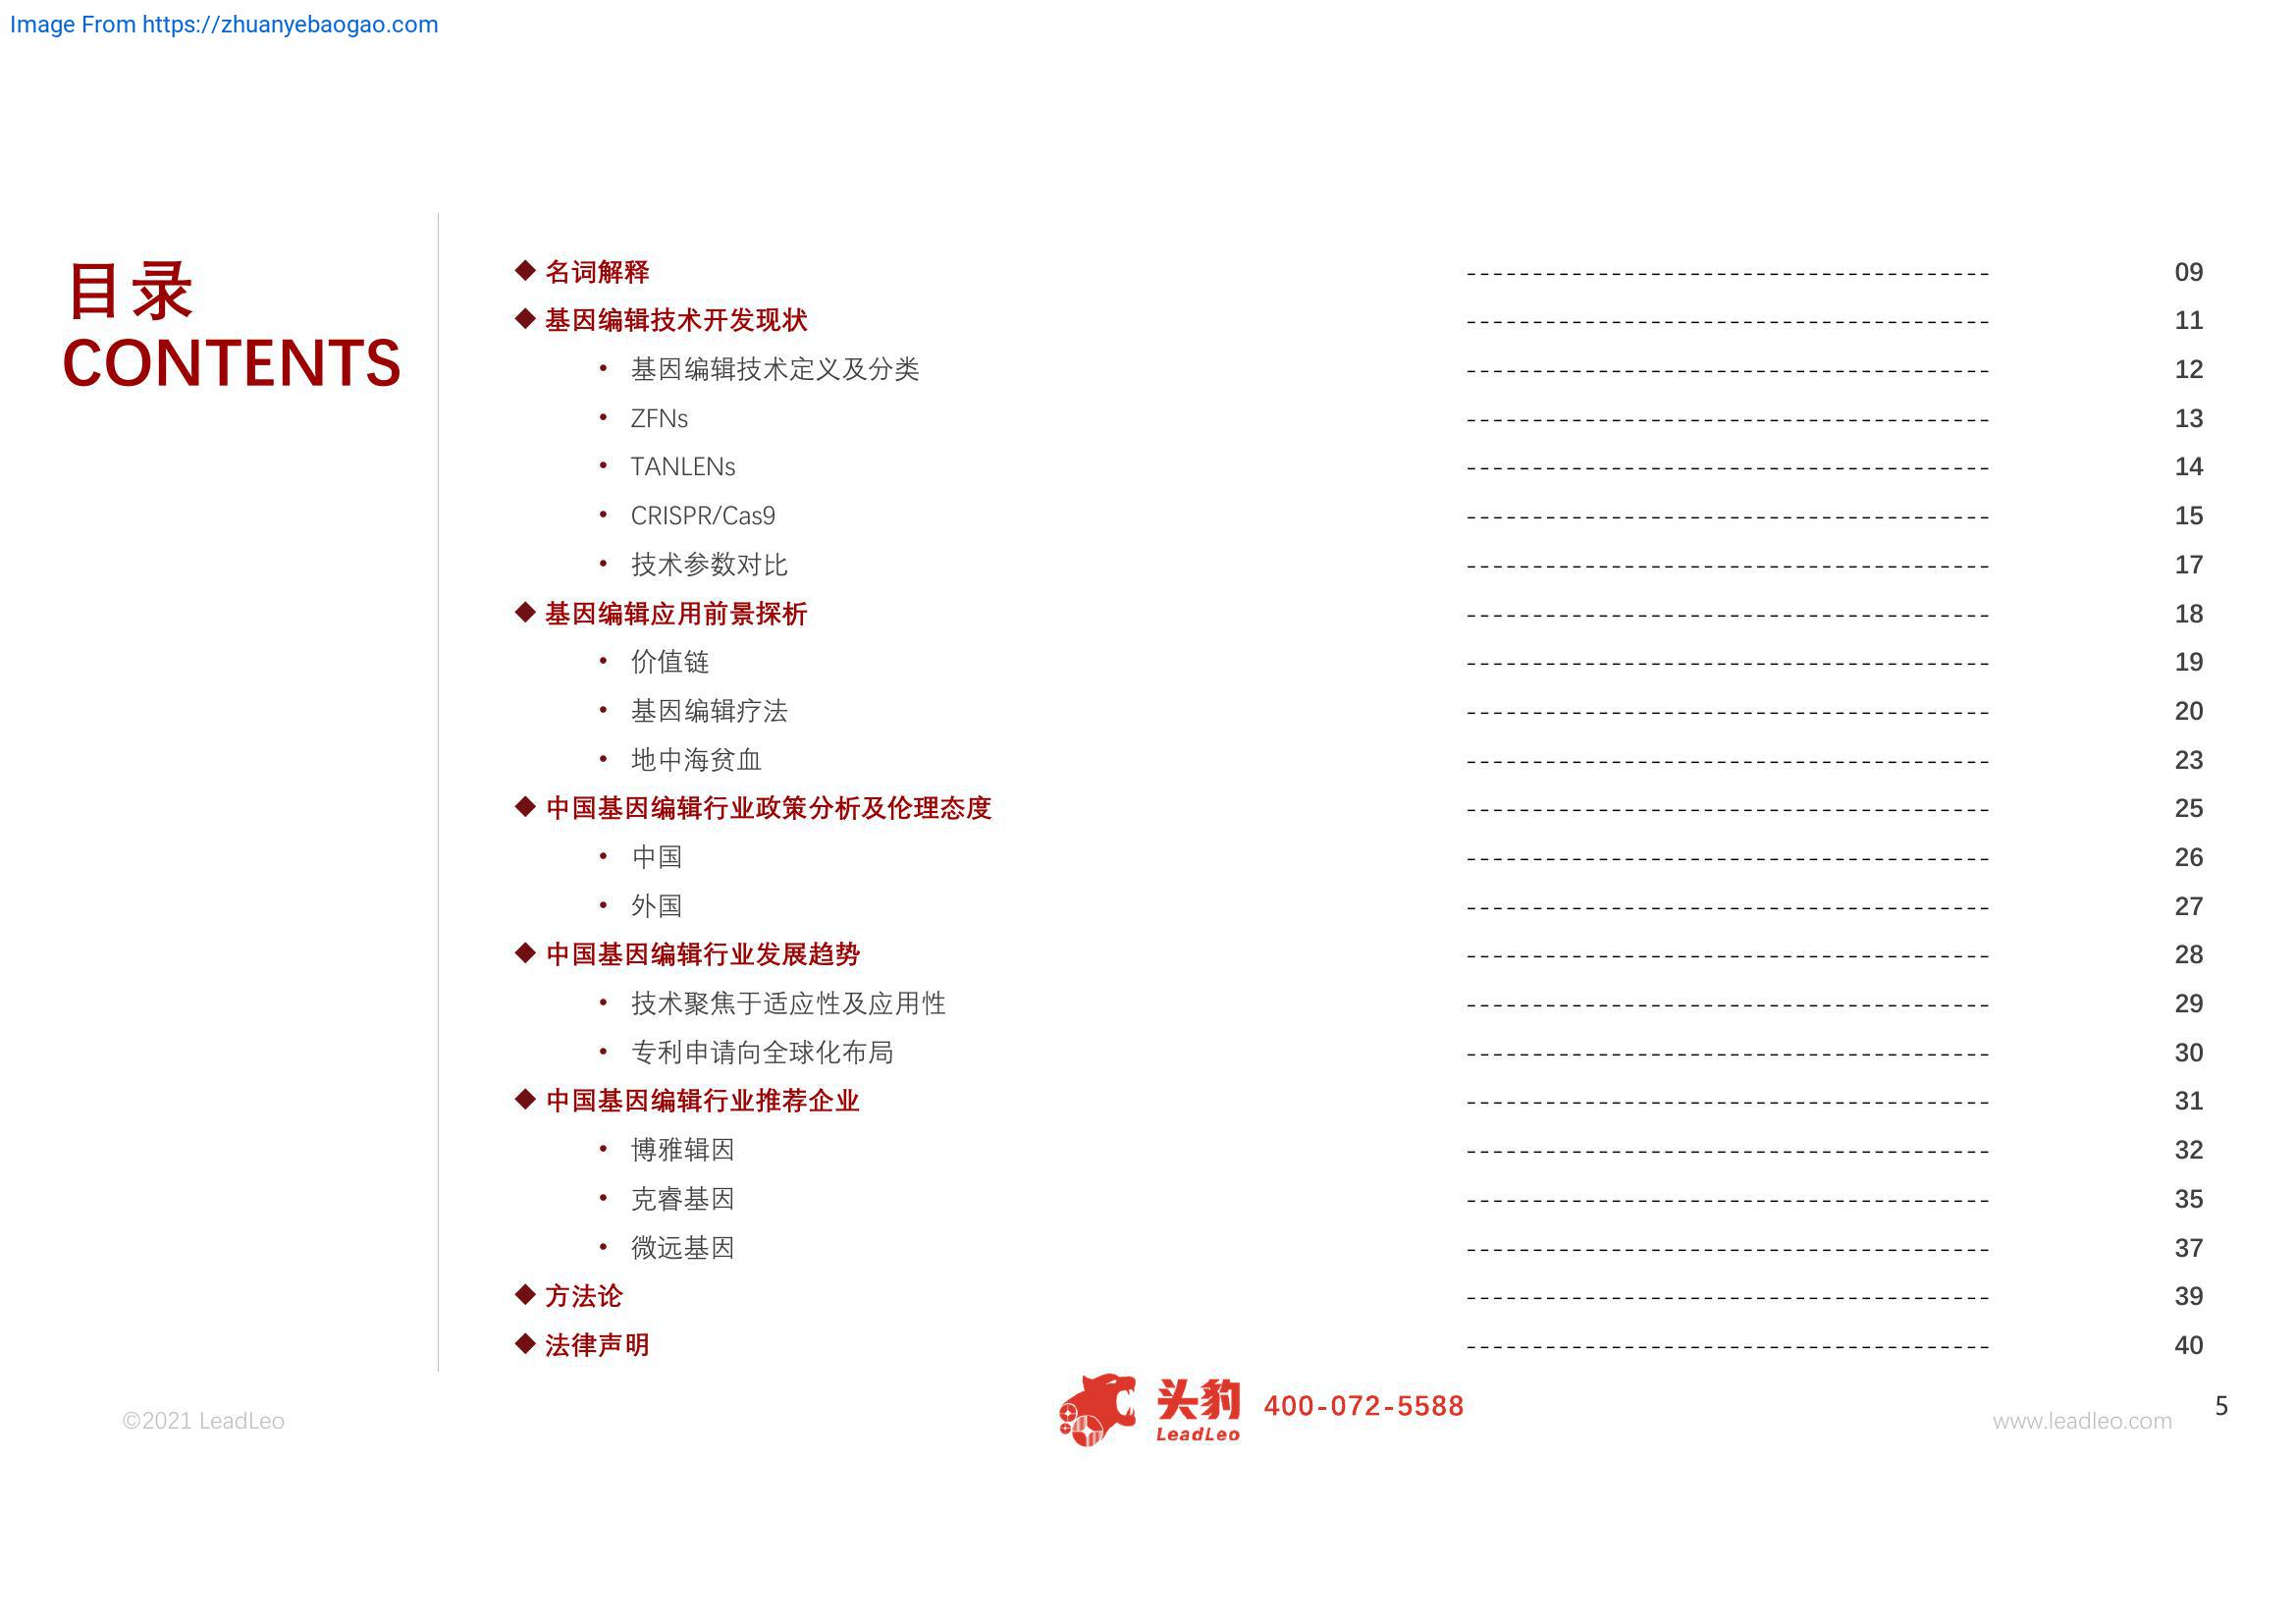 Image From https://zhuanyebaogao.com
目录
CONTENTS
◆ 名词解释 ---------------------------------------- 09
◆ 基因编辑技术开发现状 ---------------------------------------- 11
• 基因编辑技术定义及分类 ---------------------------------------- 12
• ZFNs ---------------------------------------- 13
• TANLENs ---------------------------------------- 14
• CRISPR/Cas9 ---------------------------------------- 15
• 技术参数对比 ---------------------------------------- 17
◆ 基因编辑应用前景探析 ---------------------------------------- 18
• 价值链 ---------------------------------------- 19
• 基因编辑疗法 ---------------------------------------- 20
• 地中海贫血 ---------------------------------------- 23
◆ 中国基因编辑行业政策分析及伦理态度 ---------------------------------------- 25
• 中国 ---------------------------------------- 26
• 外国 ---------------------------------------- 27
◆ 中国基因编辑行业发展趋势 ---------------------------------------- 28
• 技术聚焦于适应性及应用性 ---------------------------------------- 29
• 专利申请向全球化布局 ---------------------------------------- 30
◆ 中国基因编辑行业推荐企业 ---------------------------------------- 31
• 博雅辑因 ---------------------------------------- 32
• 克睿基因 ---------------------------------------- 35
• 微远基因 ---------------------------------------- 37
◆ 方法论 ---------------------------------------- 39
◆ 法律声明 ---------------------------------------- 40
©2021 LeadLeo
头豹
LeadLeo
400-072-5588
www.leadleo.com
5